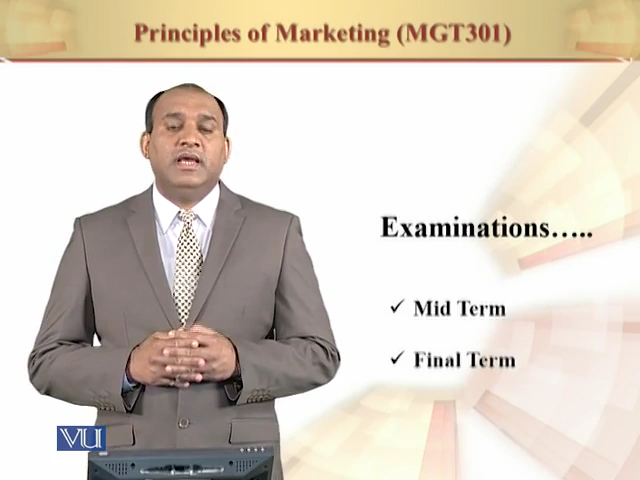 Principles of Marketing (MGT301)
Examinations…..
✓ Mid Term
✓ Final Term
VU